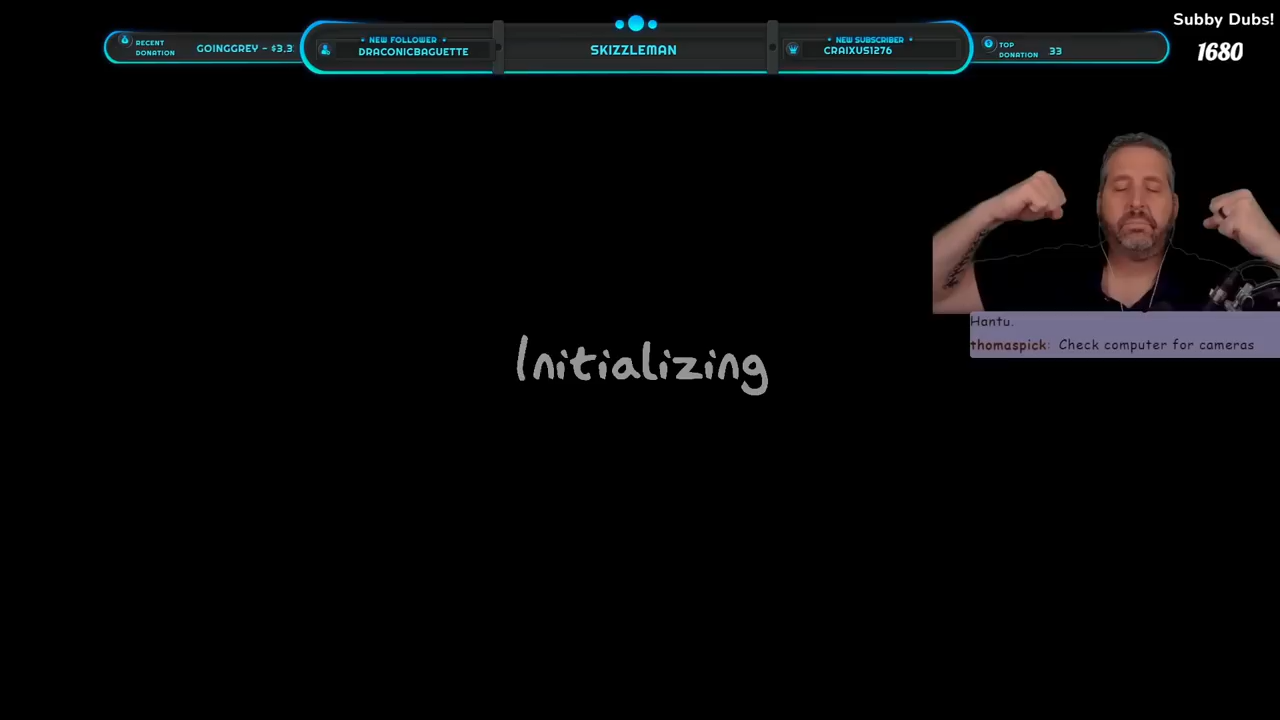 Subby Dubs!
1680
RECENT DONATION
GOINGGREY - $3.3
NEW FOLLOWER
DRACONICBAGUETTE
SKIZZLEMAN
NEW SUBSCRIBER
CRAIXUS1276
TOP DONATION
33
Hantu.
thomaspick: Check computer for cameras
Initializing